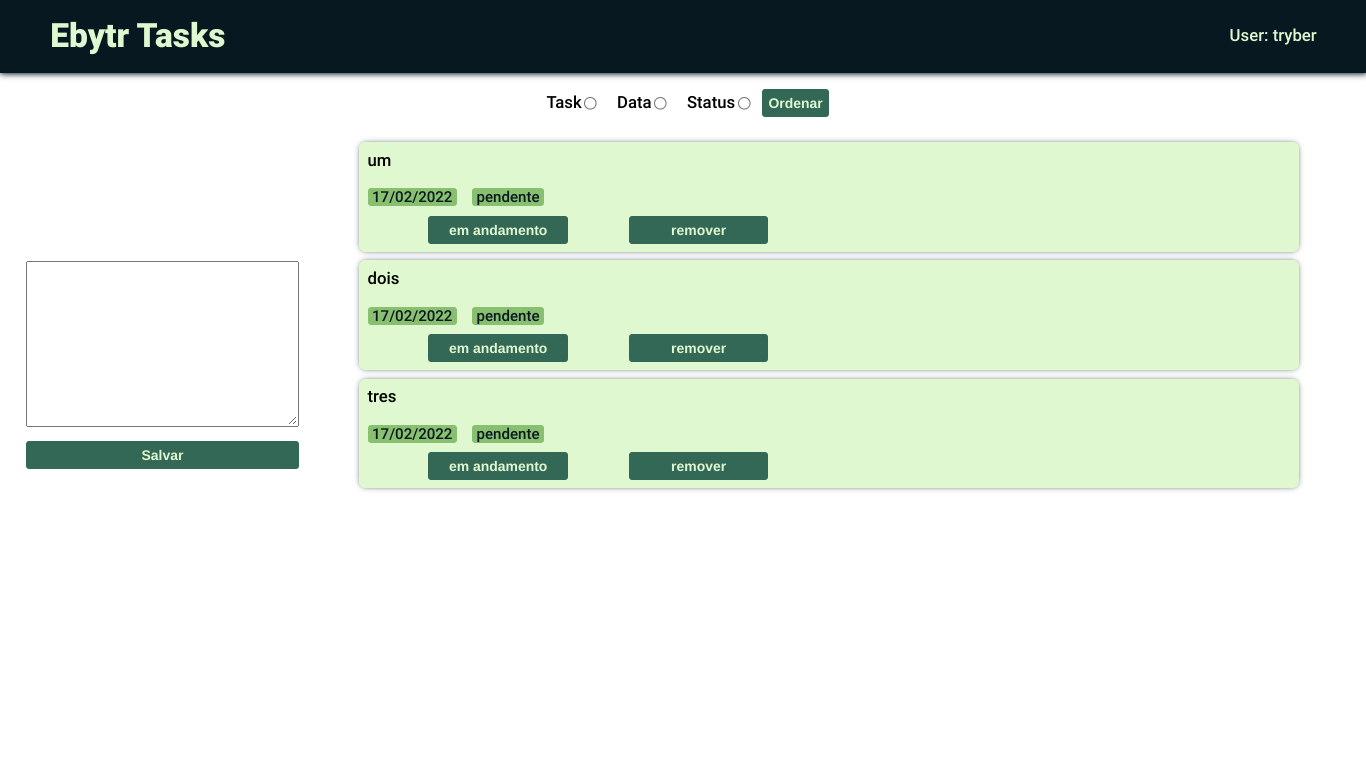 Ebytr Tasks
User: tryber
Task Data Status Ordenar
um
17/02/2022 pendente
em andamento remover
dois
17/02/2022 pendente
em andamento remover
tres
17/02/2022 pendente
em andamento remover
Salvar